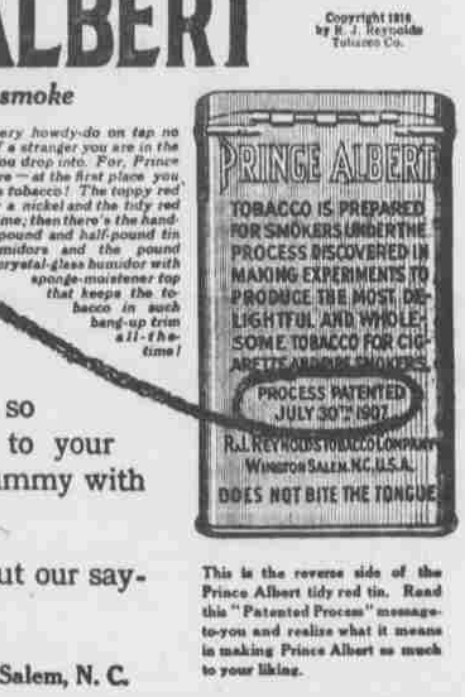 ALBERT
Copyright 1916
by R. J. Reynolds
Tobacco Co.
smoke
ery howdy-do on tap no
f a stranger you are in the
ou drop into. For, Prince
re—at the first place you
s tobacco! The toppy red
r a nickel and the tidy red
me; then there's the hand-
pound and half-pound tin
midors and the pound
crystal-glass humidor with
sponge-moistener top
that keeps the to-
bacco in such
bang-up trim
all-the-
time!
so
to your
ammy with
ut our say-
Salem, N. C.
PRINCE ALBERT
TOBACCO IS PREPARED
FOR SMOKERS UNDER THE
PROCESS DISCOVERED IN
MAKING EXPERIMENTS TO
PRODUCE THE MOST DE-
LIGHTFUL AND WHOLE-
SOME TOBACCO FOR CIG-
ARETTE AND PIPE SMOKERS.
PROCESS PATENTED
JULY 30TH 1907
R.J. REYNOLDS TOBACCO COMPANY
WINSTON SALEM, N.C. U.S.A.
DOES NOT BITE THE TONGUE
This is the reverse side of the
Prince Albert tidy red tin. Read
this "Patented Process" message-
to-you and realize what it means
in making Prince Albert so much
to your liking.